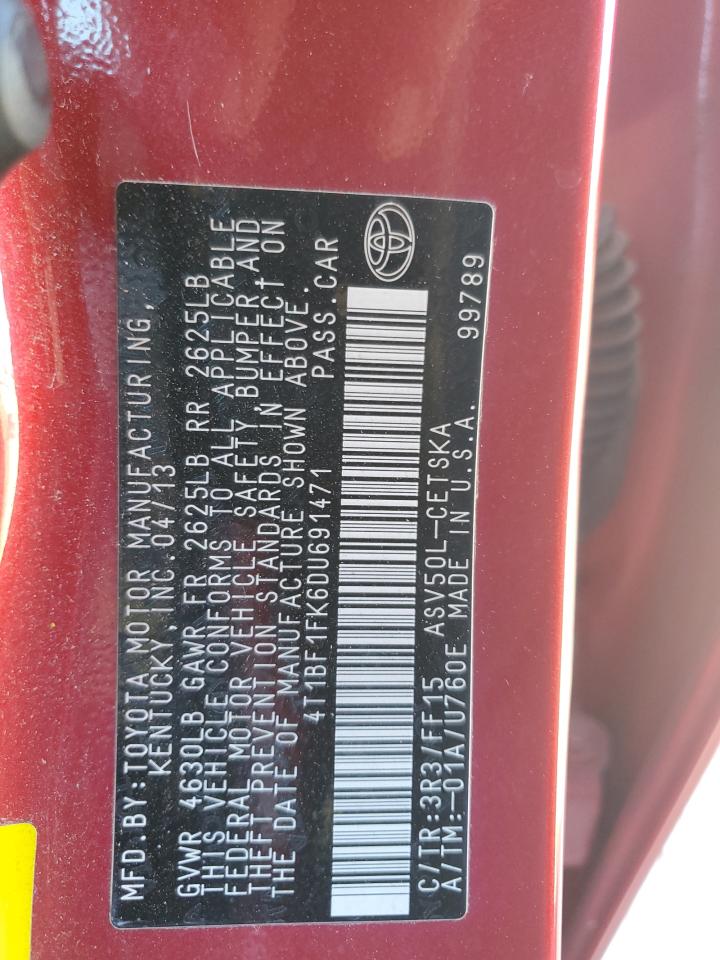 MFD.BY:TOYOTA MOTOR MANUFACTURING,
KENTUCKY, INC. 04/13
GVWR 4630LB GAWR FR 2625LB RR 2625LB
THIS VEHICLE CONFORMS TO ALL APPLICABLE
FEDERAL MOTOR VEHICLE SAFETY, BUMPER, AND
THEFT PREVENTION STANDARDS IN EFFECT ON
THE DATE OF MANUFACTURE SHOWN ABOVE.
4T1BF1FK6DU691471 PASS.CAR
C/TR:3R3/FF15 ASV50L-CETSKA
A/TM:-01A/U760E MADE IN U.S.A. 99789